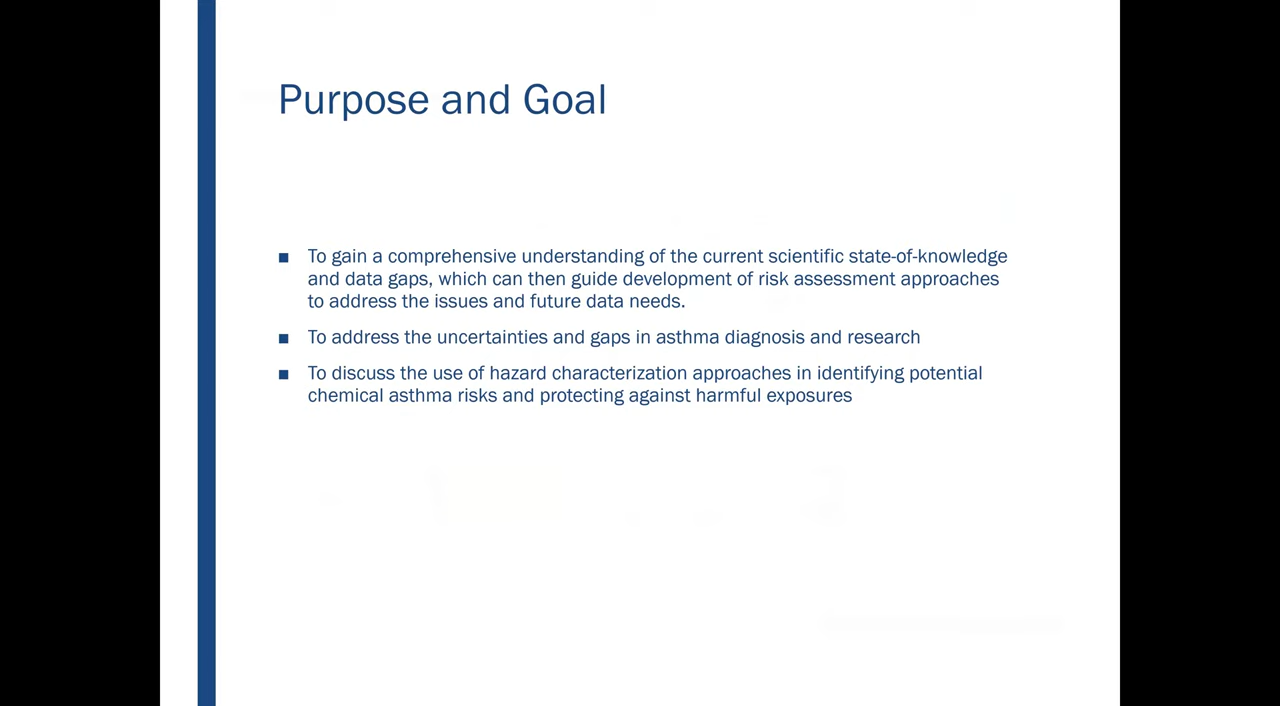 Purpose and Goal
■ To gain a comprehensive understanding of the current scientific state-of-knowledge
and data gaps, which can then guide development of risk assessment approaches
to address the issues and future data needs.
■ To address the uncertainties and gaps in asthma diagnosis and research
■ To discuss the use of hazard characterization approaches in identifying potential
chemical asthma risks and protecting against harmful exposures